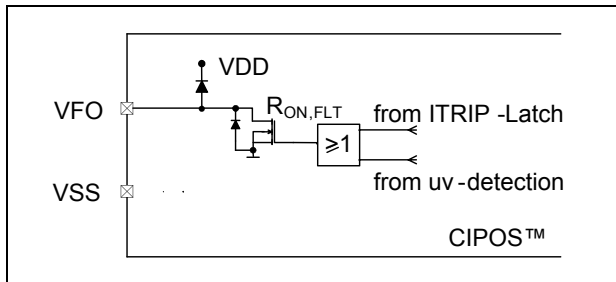 VDD
VFO
RON,FLT
from ITRIP -Latch
≥1
from uv -detection
VSS
CIPOS™